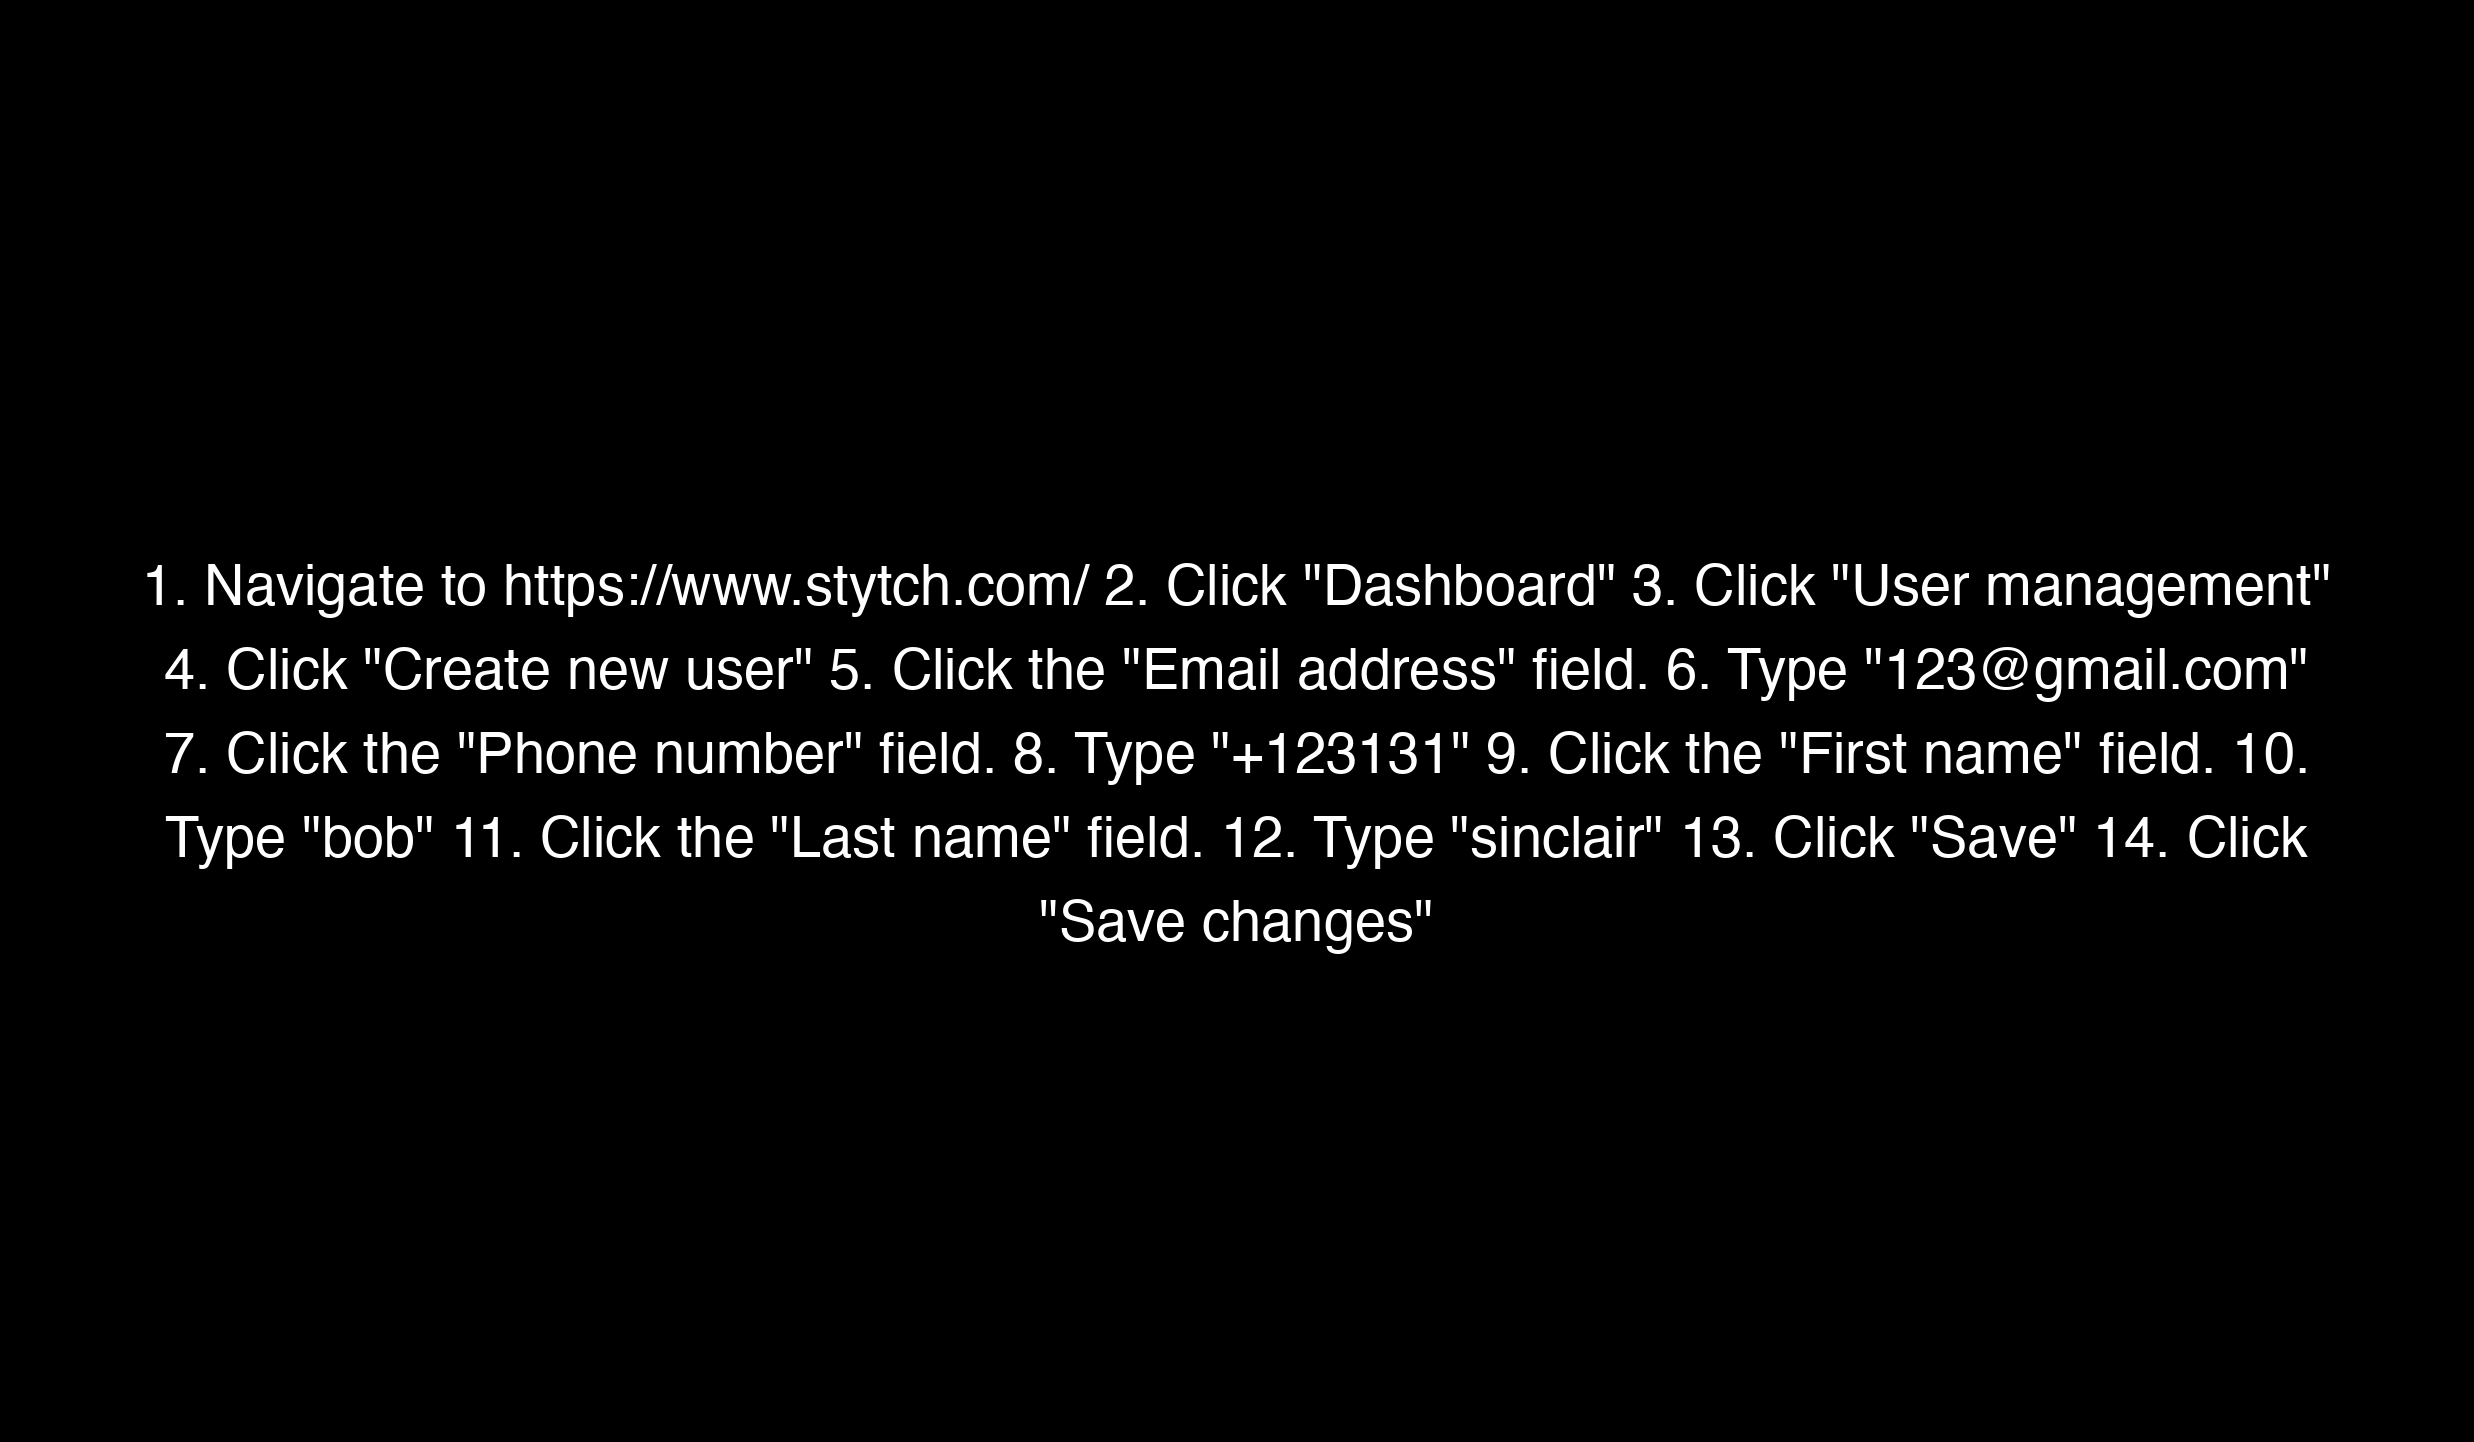 1. Navigate to https://www.stytch.com/ 2. Click "Dashboard" 3. Click "User management"
4. Click "Create new user" 5. Click the "Email address" field. 6. Type "123@gmail.com"
7. Click the "Phone number" field. 8. Type "+123131" 9. Click the "First name" field. 10.
Type "bob" 11. Click the "Last name" field. 12. Type "sinclair" 13. Click "Save" 14. Click
"Save changes"